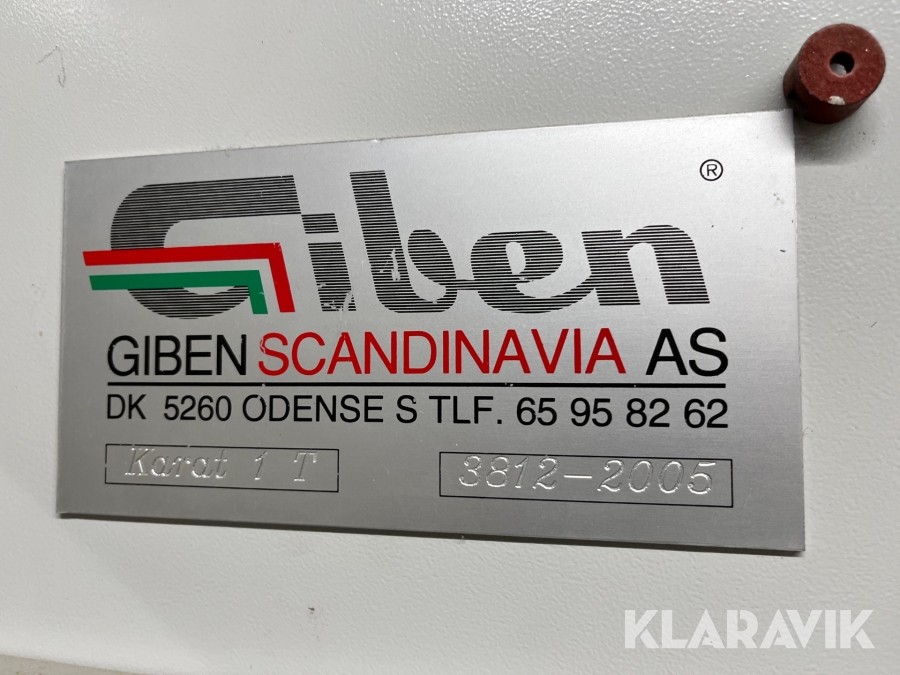 Giben ®
GIBEN SCANDINAVIA AS
DK 5260 ODENSE S TLF. 65 95 82 62
Karat 1 T 3812-2005
KLARAVIK